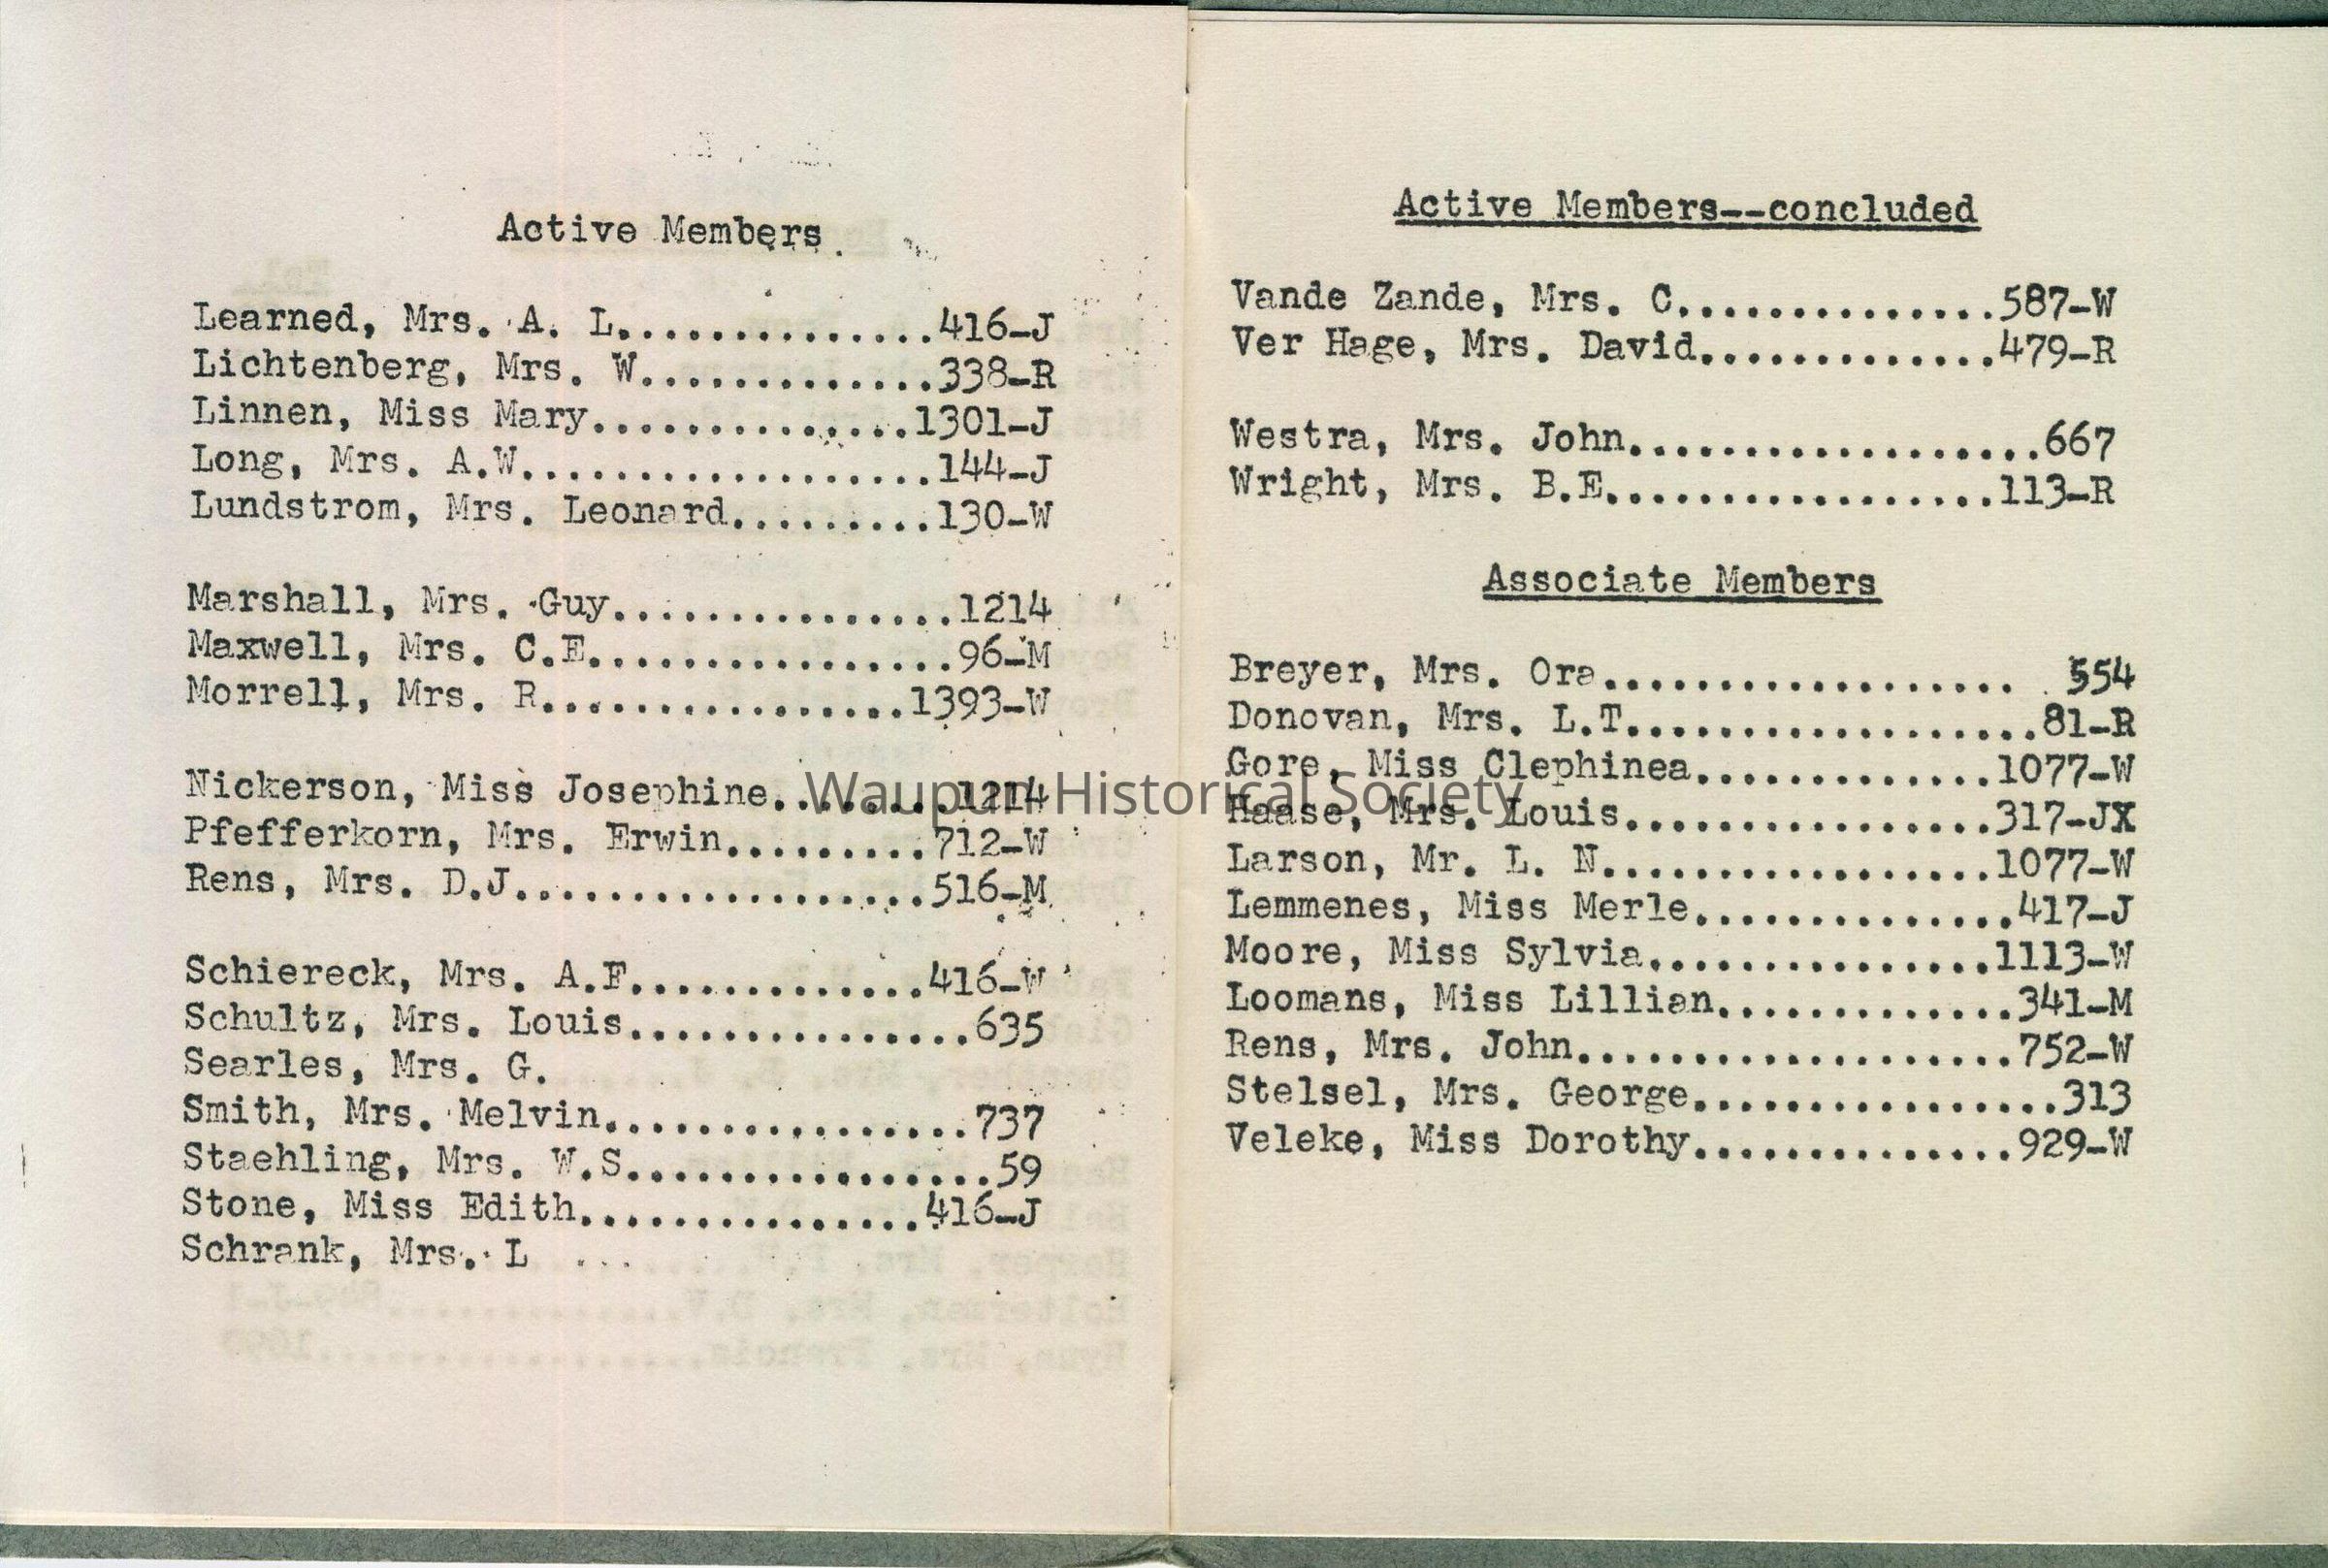 Active Members
Learned, Mrs. A. L..............416-J
Lichtenberg, Mrs. W.............338-R
Linnen, Miss Mary..............1301-J
Long, Mrs. A.W..................144-J
Lundstrom, Mrs. Leonard.........130-W
Marshall, Mrs. Guy...............1214
Maxwell, Mrs. C.E................96-M
Morrell, Mrs. R................1393-W
Nickerson, Miss Josephine........1214
Pfefferkorn, Mrs. Erwin.........712-W
Rens, Mrs. D.J..................516-M
Schiereck, Mrs. A.F.............416-W
Schultz, Mrs. Louis...............635
Searles, Mrs. G.
Smith, Mrs. Melvin................737
Staehling, Mrs. W.S................59
Stone, Miss Edith...............416-J
Schrank, Mrs. L ...
Active Members--concluded
Vande Zande, Mrs. C..............587-W
Ver Hage, Mrs. David.............479-R
Westra, Mrs. John..................667
Wright, Mrs. B.E.................113-R
Associate Members
Breyer, Mrs. Ora.................. 554
Donovan, Mrs. L.T..................81-R
Gore, Miss Clephinea.............1077-W
Haase, Mrs. Louis................317-JX
Larson, Mr. L. N.................1077-W
Lemmenes, Miss Merle..............417-J
Moore, Miss Sylvia...............1113-W
Loomans, Miss Lillian.............341-M
Rens, Mrs. John...................752-W
Stelsel, Mrs. George................313
Veleke, Miss Dorothy..............929-W
Waupun Historical Society